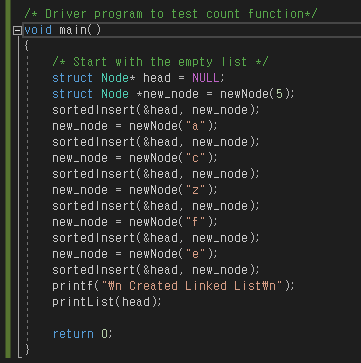 /* Driver program to test count function*/
void main()
{
/* Start with the empty list */
struct Node* head = NULL;
struct Node *new_node = newNode(5);
sortedInsert(&head, new_node);
new_node = newNode("a");
sortedInsert(&head, new_node);
new_node = newNode("c");
sortedInsert(&head, new_node);
new_node = newNode("z");
sortedInsert(&head, new_node);
new_node = newNode("f");
sortedInsert(&head, new_node);
new_node = newNode("e");
sortedInsert(&head, new_node);
printf("₩n Created Linked List₩n");
printList(head);
return 0;
}